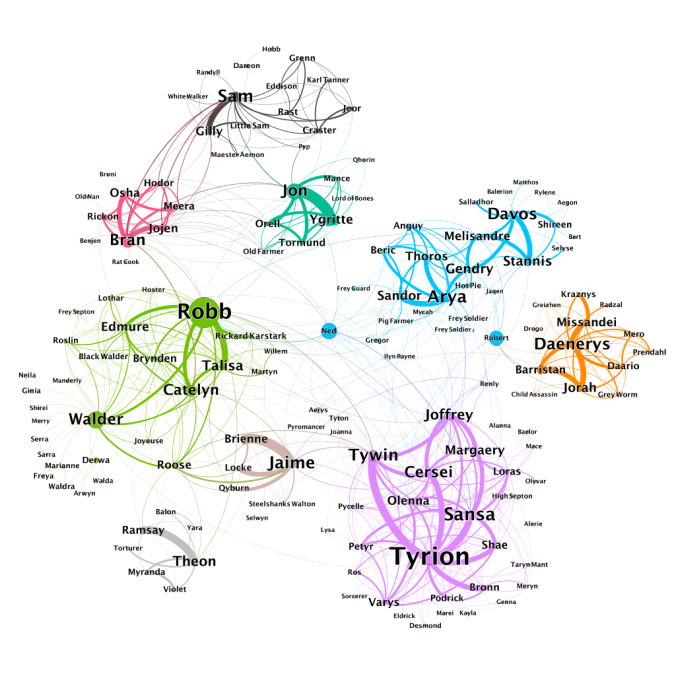 Hobb
Grenn
Dareon
Randyll
Eddison
Karl Tanner
White Walker
Sam
Rast
Jeor
Little Sam
Gilly
Craster
Pyp
Maester Aemon
Qhorin
Bruni
Hodor
Mance
Osha
Jon
Old Nan
Meera
Lord of Bones
Rickon
Ygritte
Jojen
Orell
Benjen
Bran
Tormund
Old Farmer
Rat Cook
Matthos
Balerion
Rylene
Salladhor
Aegon
Davos
Anguy
Shireen
Melisandre
Bert
Beric
Thoros
Selyse
Gendry
Stannis
Hot Pie
Frey Guard
Sandor
Arya
Jaqen
Mycah
Pig Farmer
Frey Soldier
Ned
Frey Soldier
Gregor
Robert
Ilyn Payne
Hoster
Lothar
Robb
Frey Septon
Edmure
Rickard Karstark
Roslin
Willem
Black Walder
Brynden
Talisa
Martyn
Neila
Manderly
Catelyn
Ginia
Kraznys
Greizhen
Radzal
Missandei
Drogo
Mero
Daenerys
Prendahl
Barristan
Daario
Jorah
Child Assassin
Grey Worm
Renly
Shirei
Merry
Walder
Aerys
Tyton
Pyromancer
Joanna
Serra
Joyeuse
Brienne
Sarra
Derwa
Marianne
Roose
Locke
Jaime
Freya
Walda
Waldra
Qyburn
Arwyn
Steelshanks Walton
Selwyn
Joffrey
Alanna
Baelor
Tywin
Margaery
Mace
Cersei
Loras
Olyvar
Olenna
High Septon
Pycelle
Sansa
Alerie
Lysa
Petyr
Shae
Tyrion
Taryn Mant
Ros
Bronn
Meryn
Sorcerer
Varys
Podrick
Genna
Eldrick
Marei
Kayla
Desmond
Balon
Ramsay
Yara
Torturer
Theon
Myranda
Violet